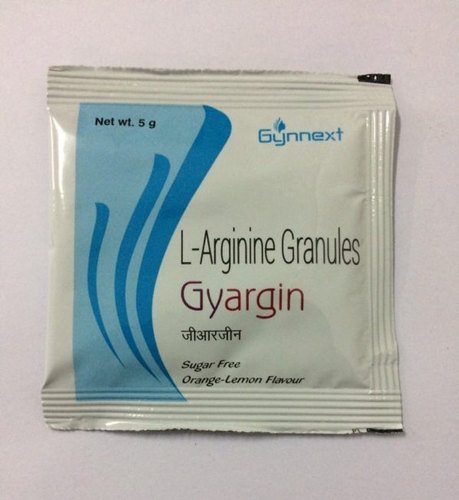 Net wt. 5 g
Gynnext
L-Arginine Granules
Gyargin
जीआरजीन
Sugar Free
Orange-Lemon Flavour